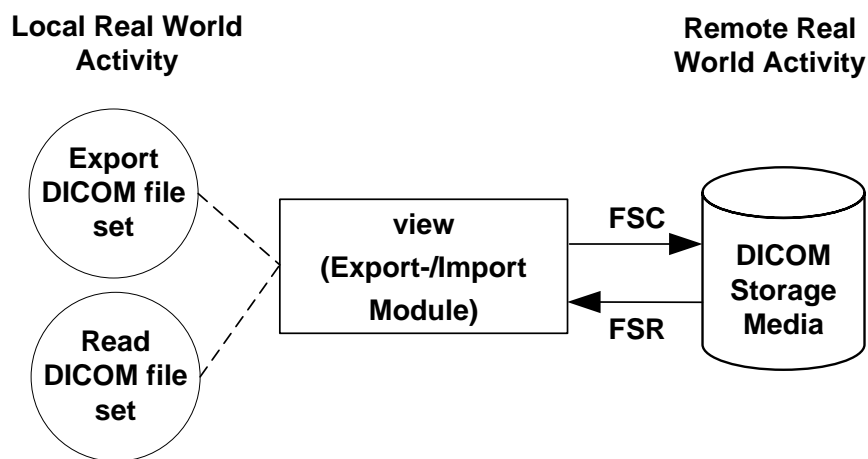 Local Real World
Activity
Remote Real
World Activity
Export
DICOM file
set
view
(Export-/Import
Module)
FSC
FSR
DICOM
Storage
Media
Read
DICOM file
set